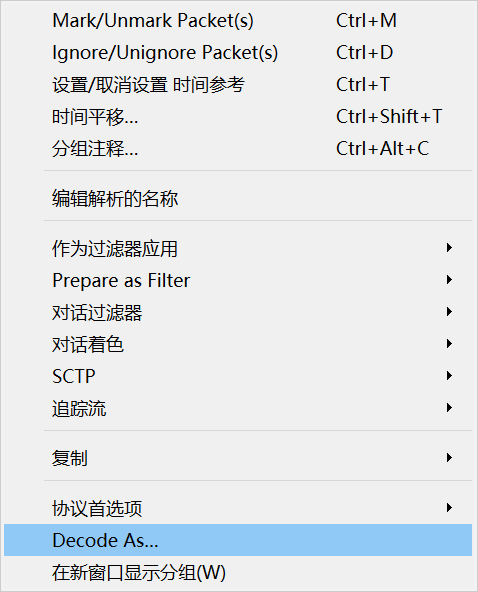 Mark/Unmark Packet(s) Ctrl+M
Ignore/Unignore Packet(s) Ctrl+D
设置/取消设置 时间参考 Ctrl+T
时间平移... Ctrl+Shift+T
分组注释... Ctrl+Alt+C
编辑解析的名称
作为过滤器应用
Prepare as Filter
对话过滤器
对话着色
SCTP
追踪流
复制
协议首选项
Decode As...
在新窗口显示分组(W)